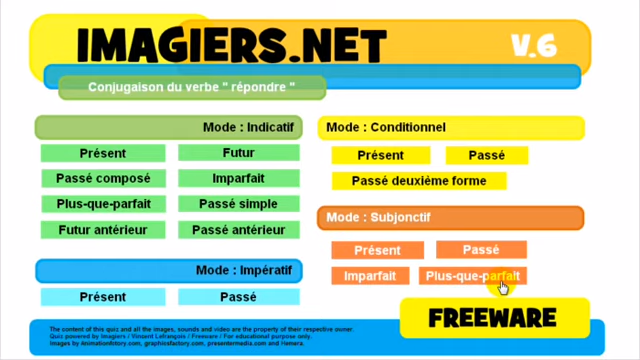 IMAGIERS.NET
V.6
Conjugaison du verbe " répondre "
Mode : Indicatif
Présent
Futur
Passé composé
Imparfait
Plus-que-parfait
Passé simple
Futur antérieur
Passé antérieur
Mode : Impératif
Présent
Passé
Mode : Conditionnel
Présent
Passé
Passé deuxième forme
Mode : Subjonctif
Présent
Passé
Imparfait
Plus-que-parfait
FREEWARE
The content of this quiz and all the images, sounds and video are the property of their respective owner.
Quiz powered by Imagiers / Vincent Lefrançois / Freeware / For educational purpose only.
Images by Animationfatory.com, graphicsfactory.com, presentermedia.com and Hemera.